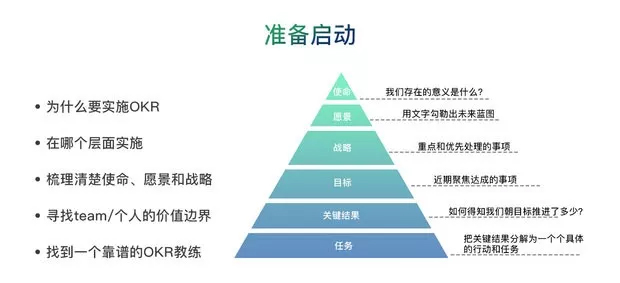 准备启动
• 为什么要实施OKR
• 在哪个层面实施
• 梳理清楚使命、愿景和战略
• 寻找team/个人的价值边界
• 找到一个靠谱的OKR教练
使命
我们存在的意义是什么?
愿景
用文字勾勒出未来蓝图
战略
重点和优先处理的事项
目标
近期聚焦达成的事项
关键结果
如何得知我们朝目标推进了多少?
任务
把关键结果分解为一个个具体
的行动和任务